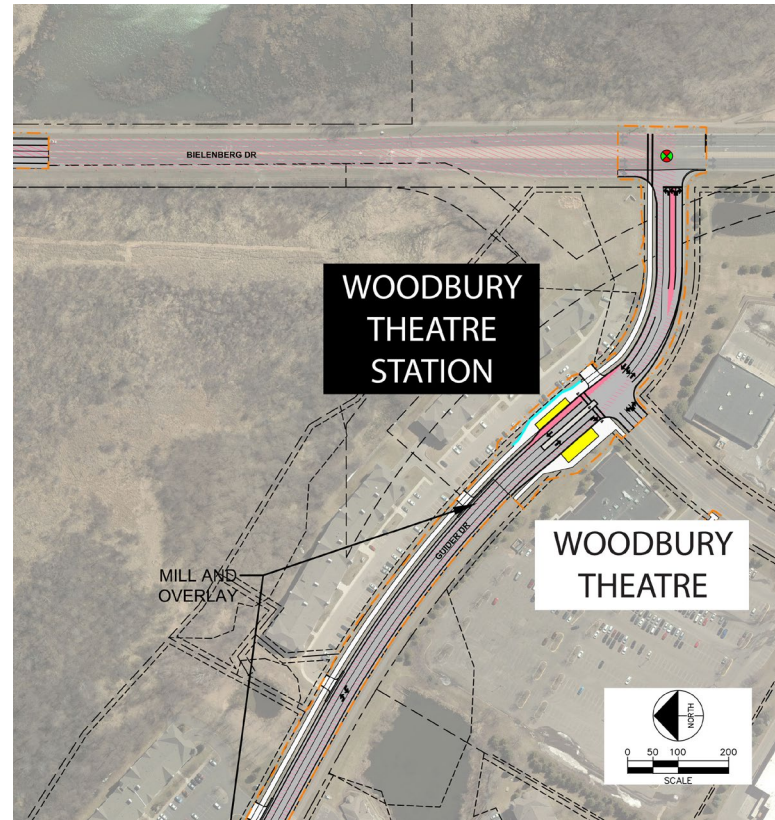 BIELENBERG DR
WOODBURY
THEATRE
STATION
GUIDER DR
WOODBURY
THEATRE
MILL AND
OVERLAY
NORTH
0 50 100 200
SCALE